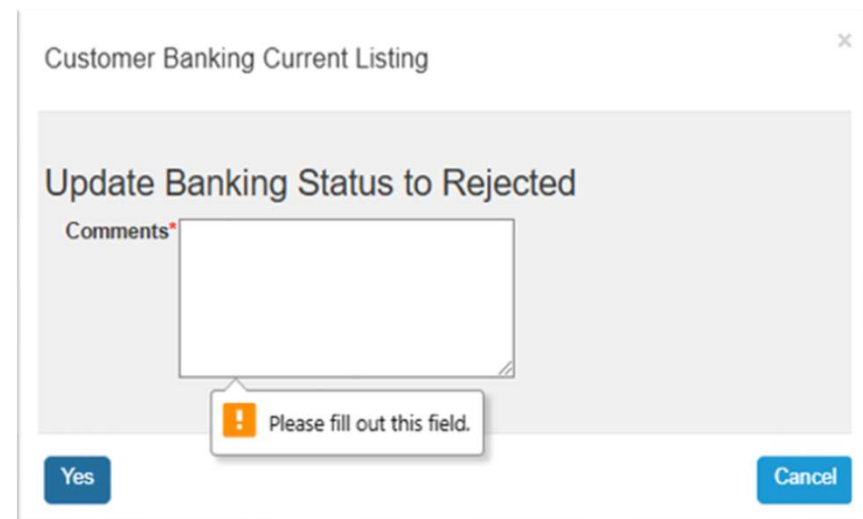 Customer Banking Current Listing
×
Update Banking Status to Rejected
Comments*
Please fill out this field.
Yes
Cancel